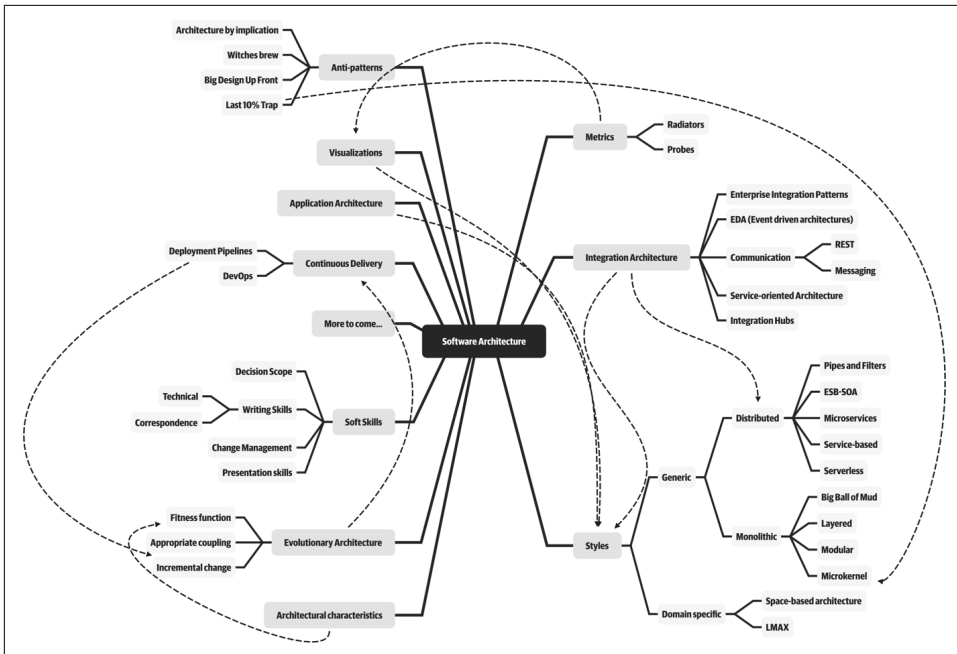 Architecture by implication
Witches brew
Big Design Up Front
Last 10% Trap
Anti-patterns
Visualizations
Application Architecture
Deployment Pipelines
DevOps
Continuous Delivery
More to come...
Software Architecture
Decision Scope
Technical
Correspondence
Writing Skills
Change Management
Presentation skills
Soft Skills
Fitness function
Appropriate coupling
Incremental change
Evolutionary Architecture
Architectural characteristics
Metrics
Radiators
Probes
Integration Architecture
Enterprise Integration Patterns
EDA (Event driven architectures)
Communication
REST
Messaging
Service-oriented Architecture
Integration Hubs
Styles
Generic
Distributed
Pipes and Filters
ESB-SOA
Microservices
Service-based
Serverless
Monolithic
Big Ball of Mud
Layered
Modular
Microkernel
Domain specific
Space-based architecture
LMAX